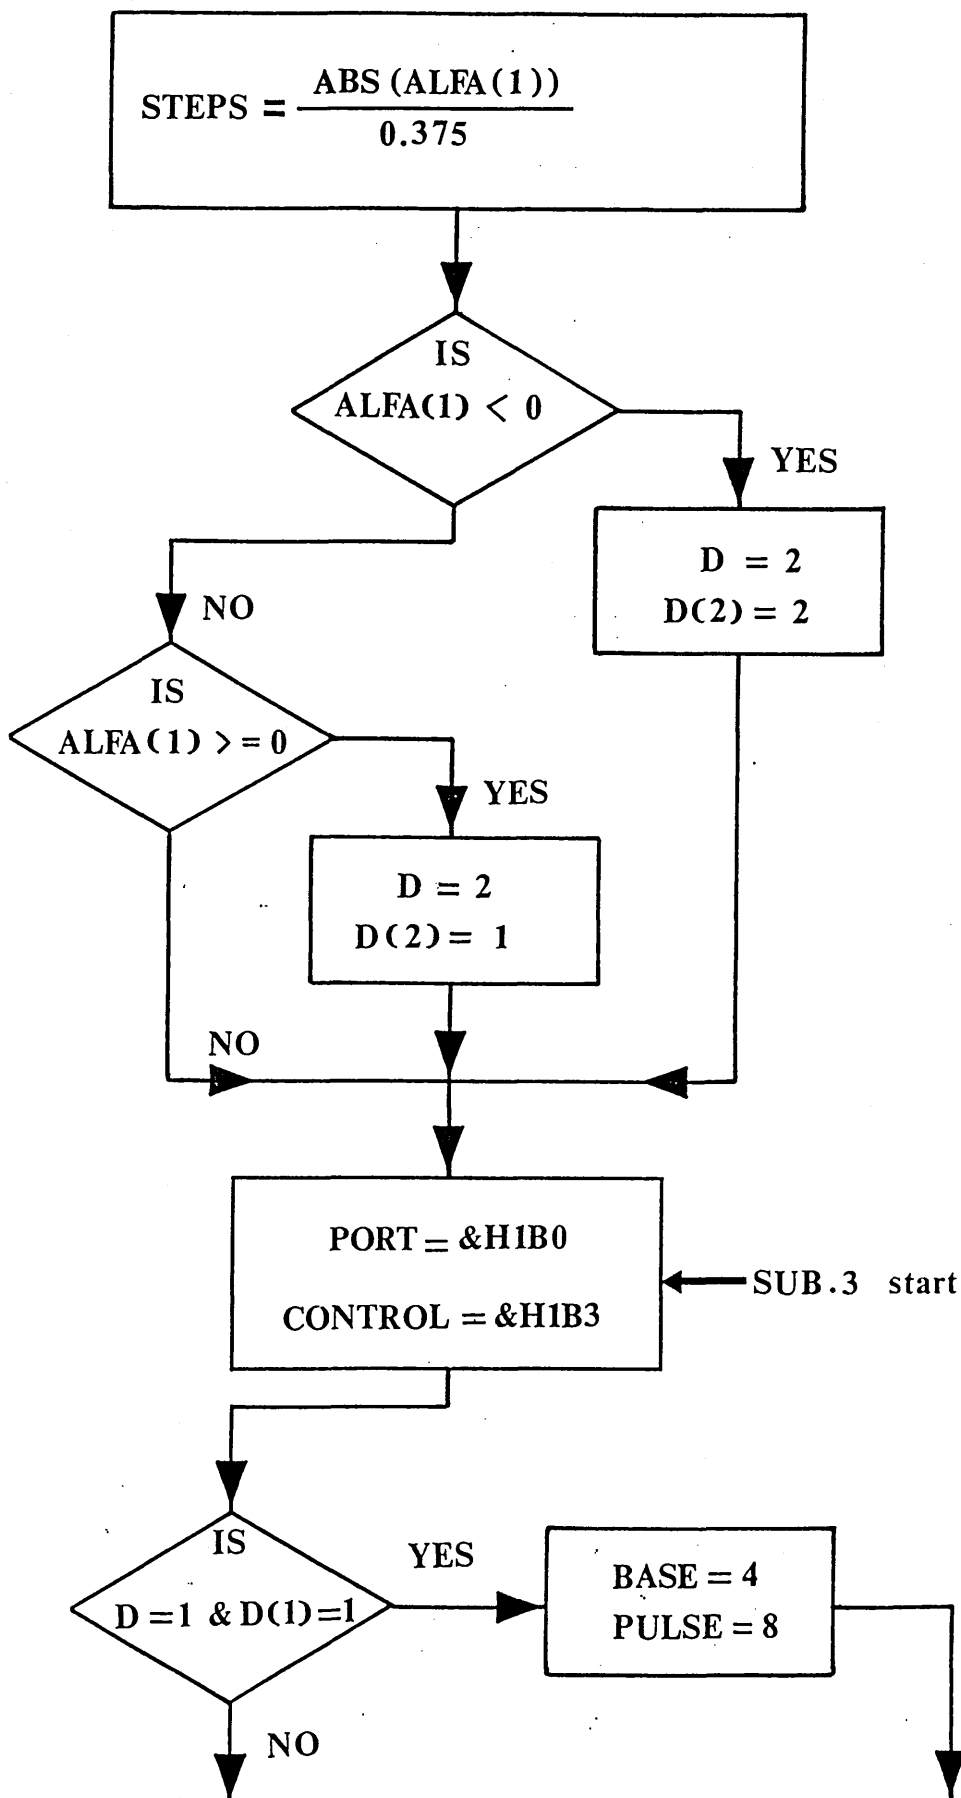 ABS (ALFA(1))
STEPS =
0.375
IS
ALFA(1) < 0
YES
D = 2
D(2) = 2
NO
IS
ALFA(1) >= 0
YES
D = 2
D(2) = 1
NO
PORT = &H1B0
CONTROL = &H1B3
SUB.3 start
IS
D = 1 & D(1) = 1
YES
BASE = 4
PULSE = 8
NO